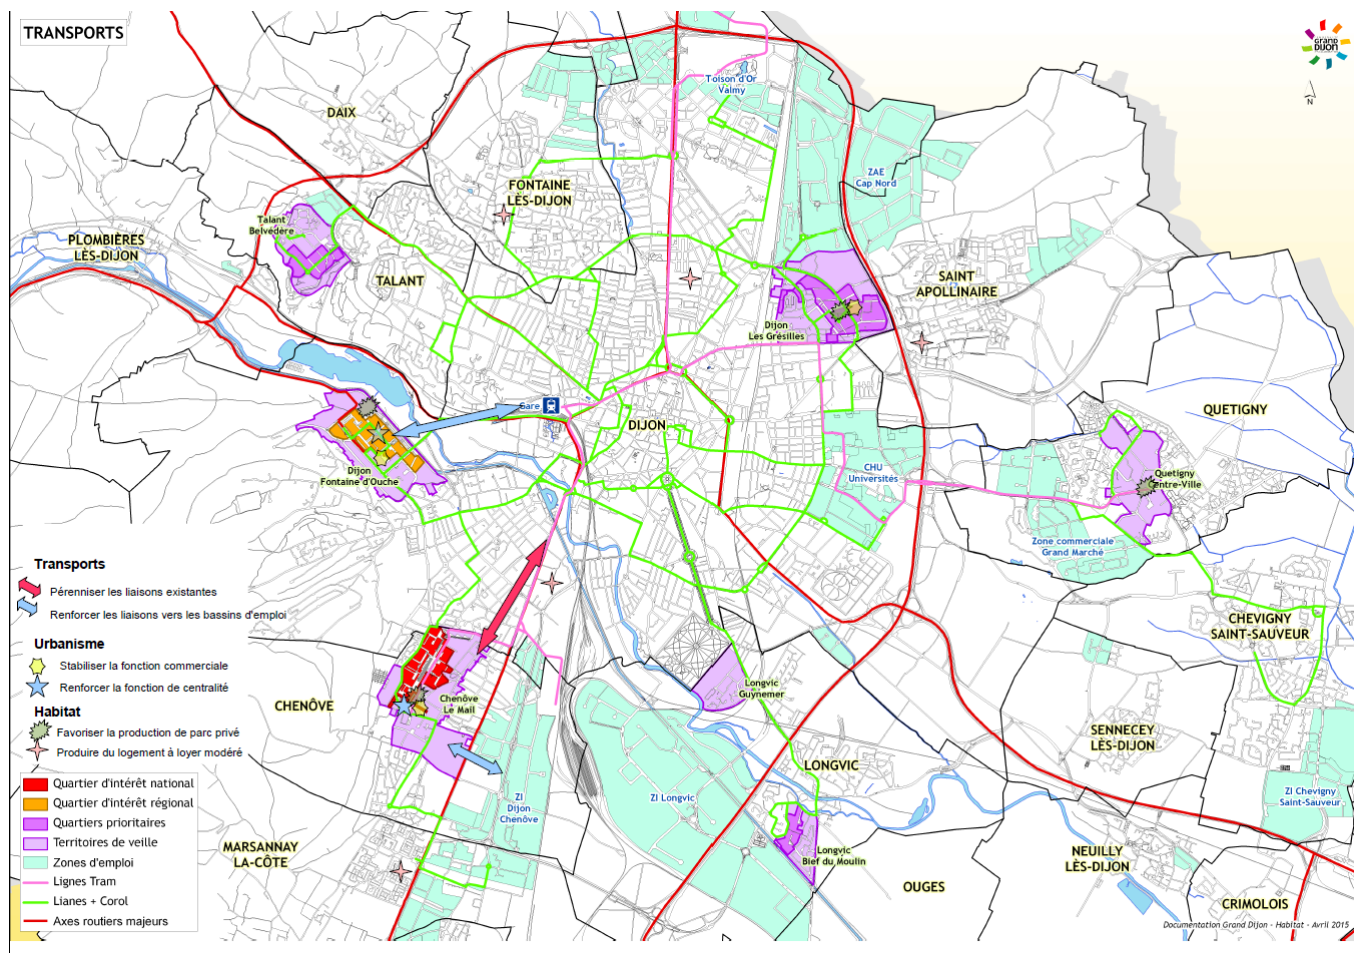 TRANSPORTS
GRAND
DIJON
N
Toison d'Or
Valmy
DAIX
ZAE
Cap Nord
FONTAINE
LÈS-DIJON
Talant
Belvédère
PLOMBIÈRES
LÈS-DIJON
TALANT
SAINT
APOLLINAIRE
Dijon
Les Grésilles
Gare
DIJON
QUETIGNY
CHU
Universités
Quetigny
Centre-Ville
Dijon
Fontaine d'Ouche
Zone commerciale
Grand Marché
Transports
Pérenniser les liaisons existantes
Renforcer les liaisons vers les bassins d'emploi
Urbanisme
Stabiliser la fonction commerciale
Renforcer la fonction de centralité
Habitat
Favoriser la production de parc privé
Produire du logement à loyer modéré
Quartier d'intérêt national
Quartier d'intérêt régional
Quartiers prioritaires
Territoires de veille
Zones d'emploi
Lignes Tram
Lianes + Corol
Axes routiers majeurs
CHEVIGNY
SAINT-SAUVEUR
CHENÔVE
Chenôve
Le Mail
Longvic
Guynemer
SENNECEY
LÈS-DIJON
LONGVIC
ZI
Dijon
Chenôve
ZI Longvic
ZI Chevigny
Saint-Sauveur
MARSANNAY
LA-CÔTE
Longvic
Bief du Moulin
NEUILLY
LÈS-DIJON
OUGES
CRIMOLOIS
Documentation Grand Dijon - Habitat - Avril 2015